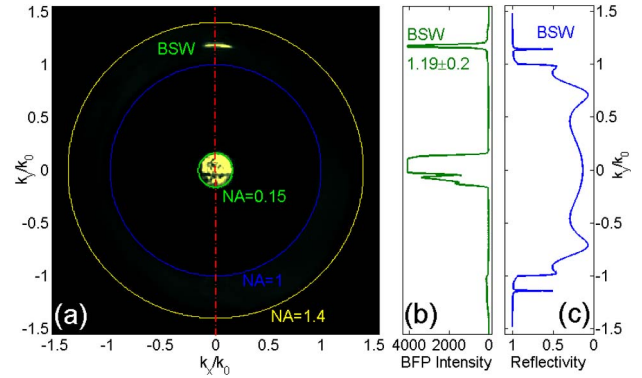 1.5
1
0.5
0
-0.5
-1
-1.5
k_y/k_0
BSW
NA=0.15
NA=1
NA=1.4
(a)
-1.5 -1 -0.5 0 0.5 1 1.5
k_x/k_0
BSW
1.19±0.2
(b)
4000 2000 0
BFP Intensity
BSW
(c)
1 0.5 0
Reflectivity
1.5
1
0.5
0
-0.5
-1
-1.5
k_y/k_0